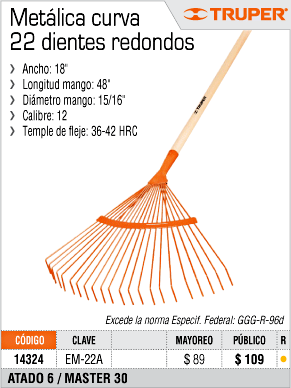 Metálica curva
22 dientes redondos
TRUPER®
Ancho: 18"
Longitud mango: 48"
Diámetro mango: 15/16"
Calibre: 12
Temple de fleje: 36-42 HRC
TRUPER
Excede la norma Especif. Federal: GGG-R-96d
CÓDIGO CLAVE MAYOREO PÚBLICO R
14324 EM-22A $ 89 $ 109
ATADO 6 / MASTER 30